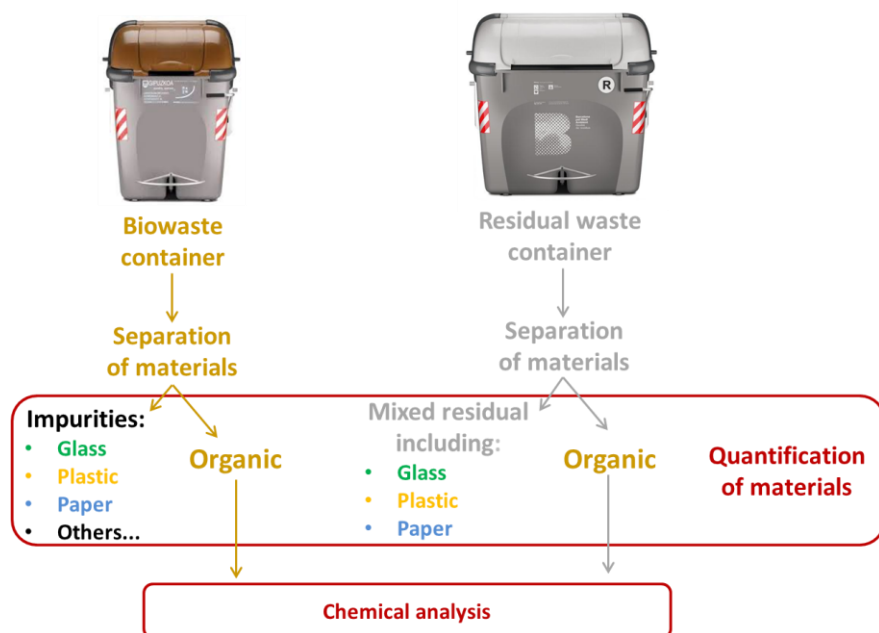 GIPUZKOA
R
B
Biowaste
container
Residual waste
container
Separation
of materials
Separation
of materials
Impurities:
• Glass
• Plastic
• Paper
• Others...
Organic
Mixed residual
including:
• Glass
• Plastic
• Paper
Organic
Quantification
of materials
Chemical analysis